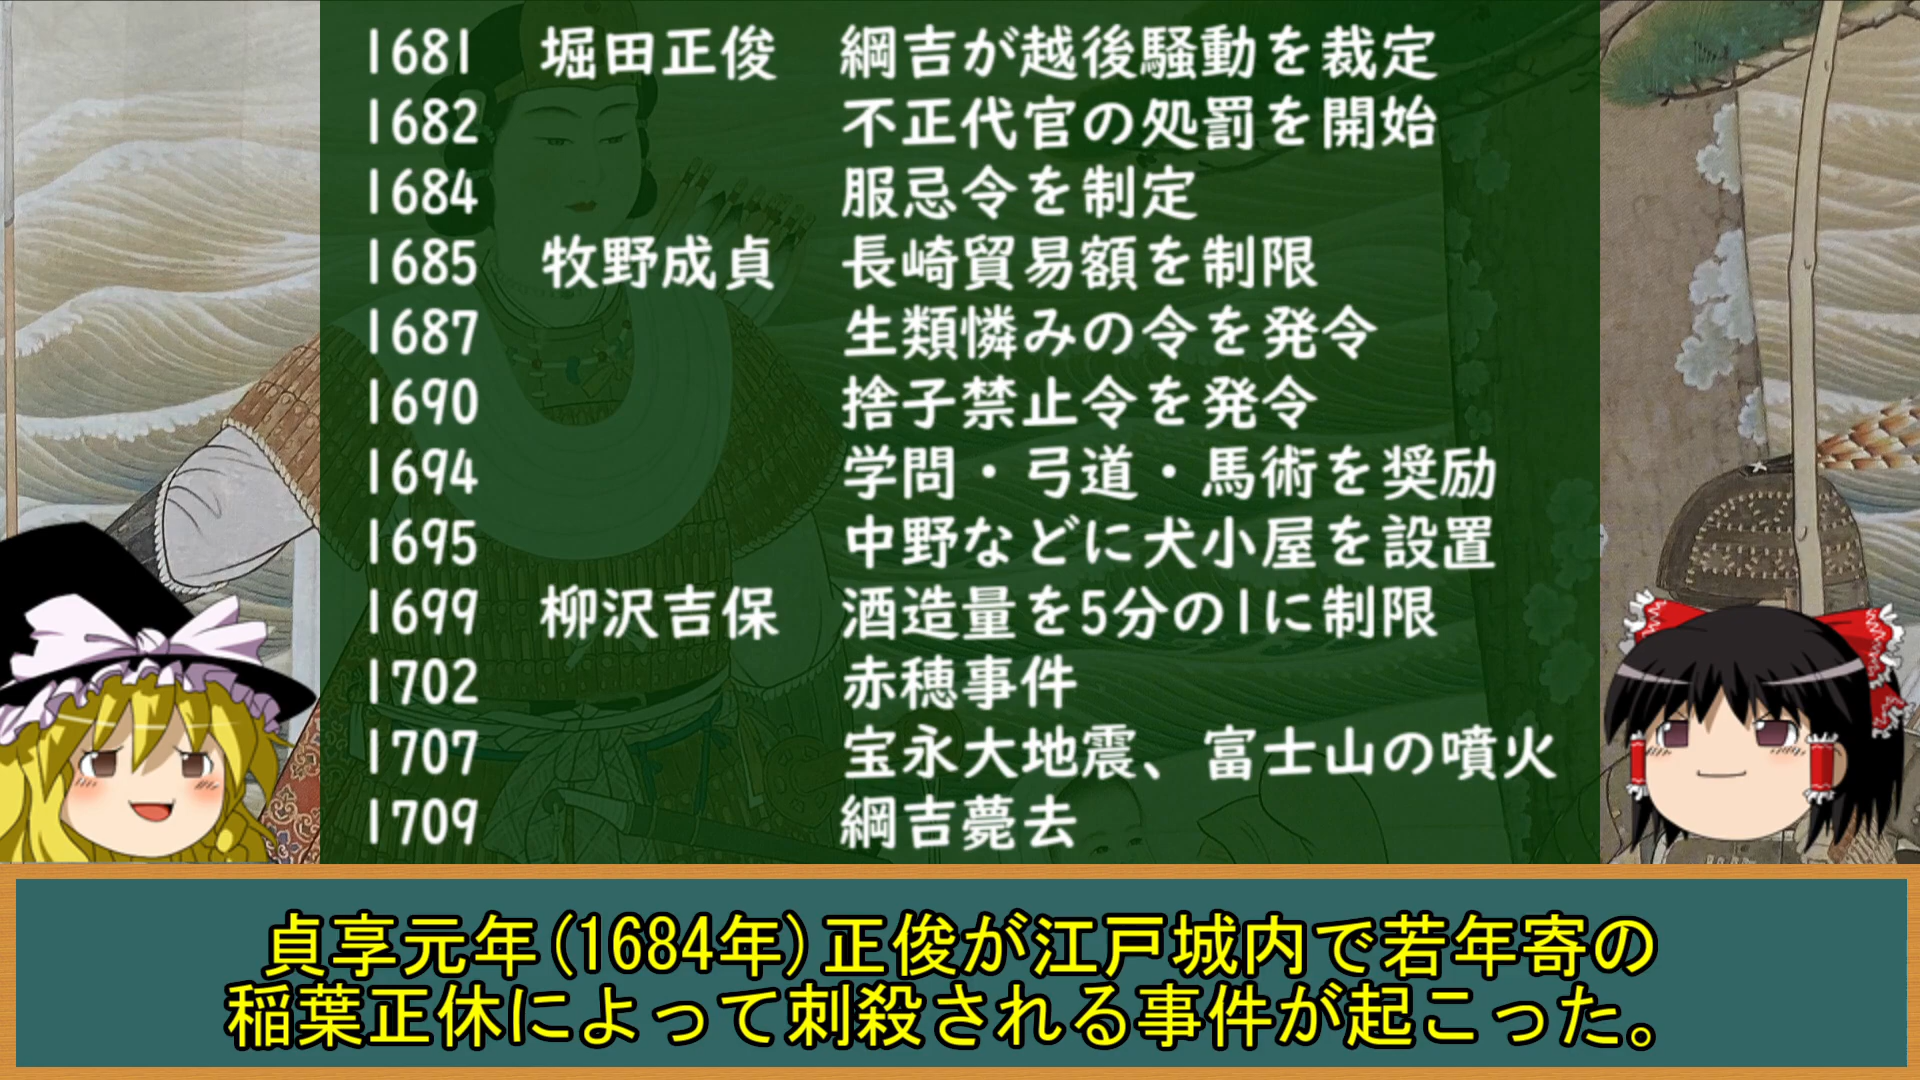 1681 堀田正俊 綱吉が越後騒動を裁定
1682 不正代官の処罰を開始
1684 服忌令を制定
1685 牧野成貞 長崎貿易額を制限
1687 生類憐みの令を発令
1690 捨子禁止令を発令
1694 学問・弓道・馬術を奨励
1695 中野などに犬小屋を設置
1699 柳沢吉保 酒造量を5分の1に制限
1702 赤穂事件
1707 宝永大地震、富士山の噴火
1709 綱吉薨去
貞享元年(1684年)正俊が江戸城内で若年寄の
稲葉正休によって刺殺される事件が起こった。